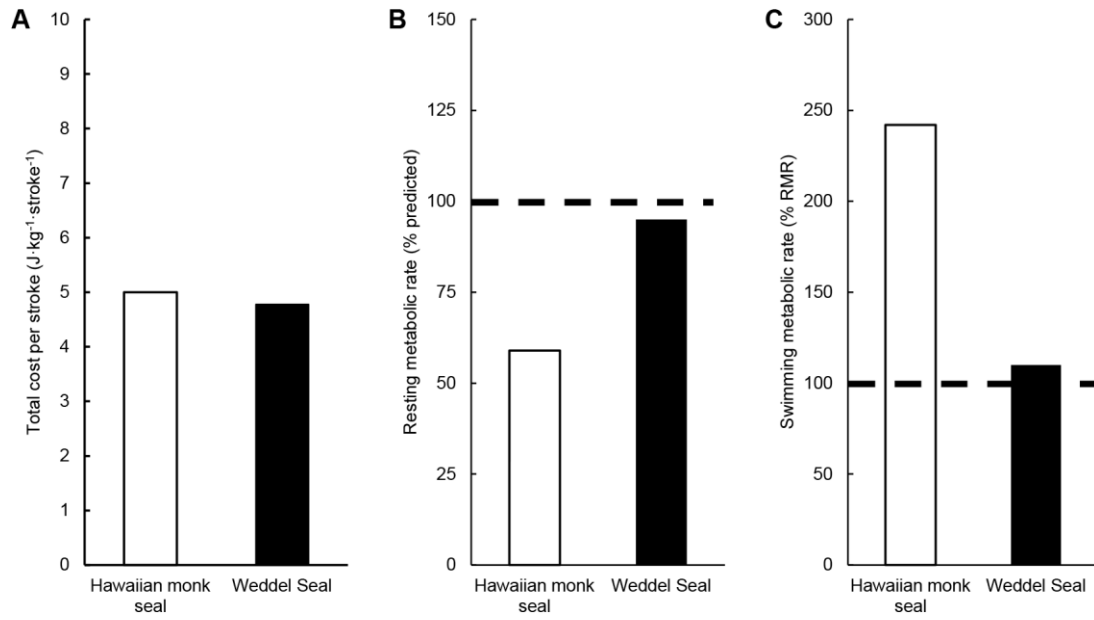 A
Total cost per stroke (J·kg⁻¹·stroke⁻¹)
10
9
8
7
6
5
4
3
2
1
0
Hawaiian monk
seal
Weddel Seal
B
Resting metabolic rate (% predicted)
150
125
100
75
50
25
0
Hawaiian monk
seal
Weddel Seal
C
Swimming metabolic rate (% RMR)
300
250
200
150
100
50
0
Hawaiian monk
seal
Weddel Seal